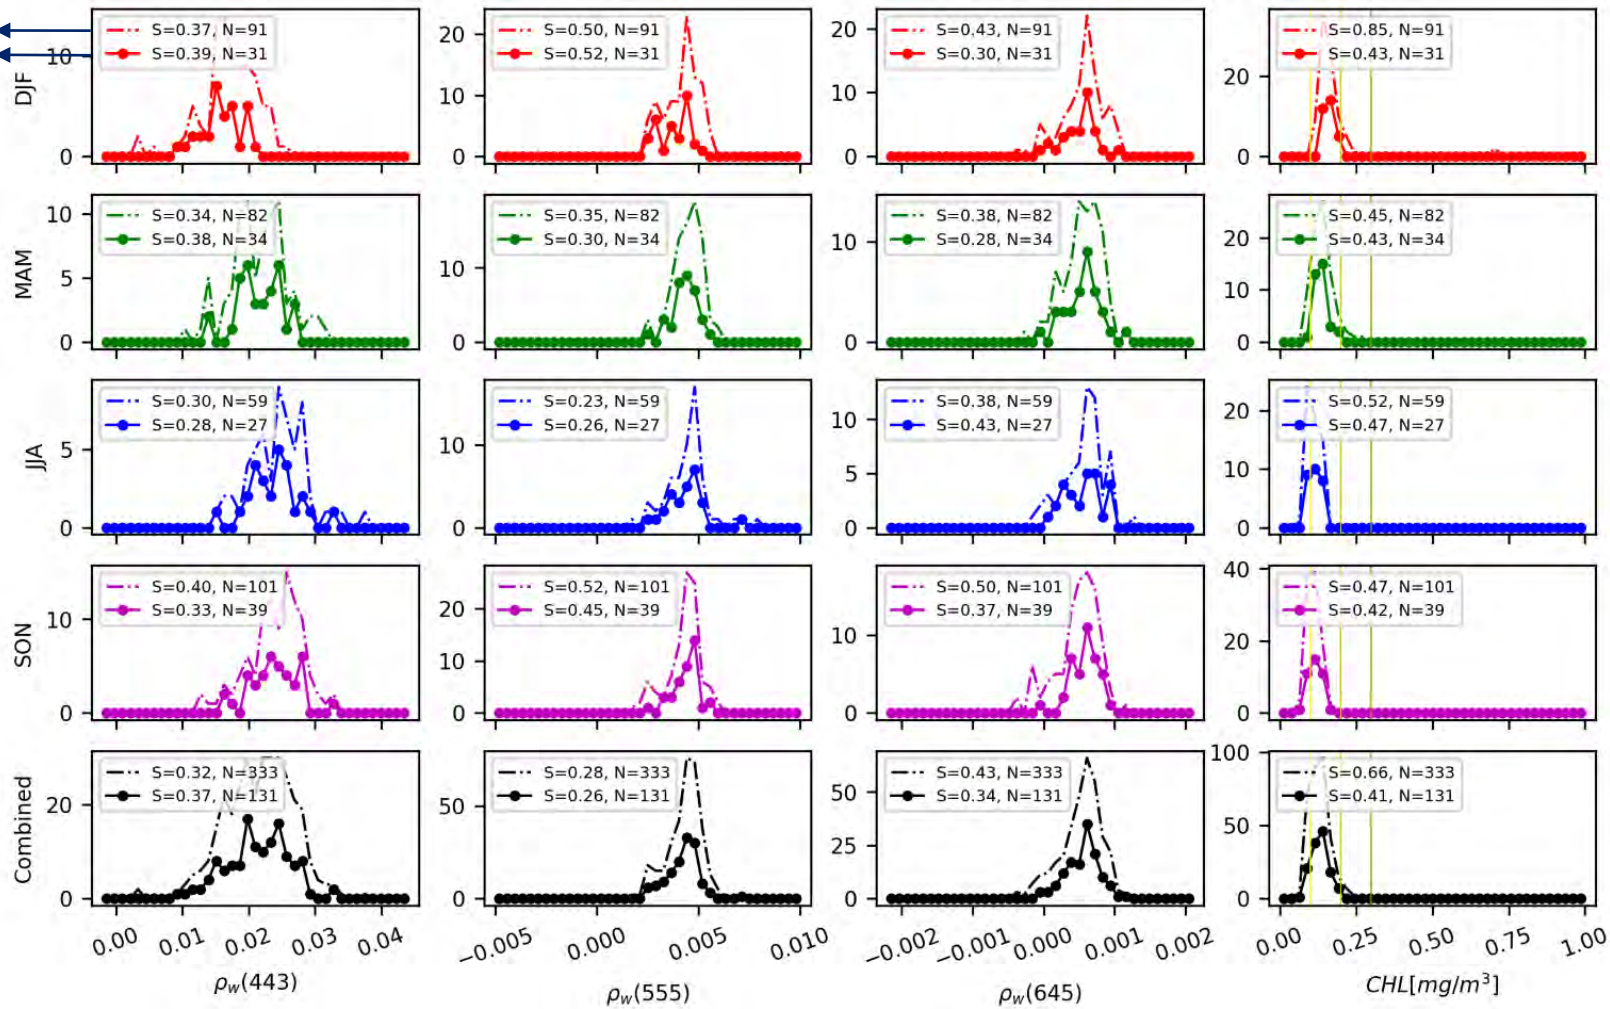 S=0.37, N=91
S=0.39, N=31
S=0.50, N=91
S=0.52, N=31
S=0.43, N=91
S=0.30, N=31
S=0.85, N=91
S=0.43, N=31
DJF
10
0
20
10
0
20
10
0
20
0
S=0.34, N=82
S=0.38, N=34
S=0.35, N=82
S=0.30, N=34
S=0.38, N=82
S=0.28, N=34
S=0.45, N=82
S=0.43, N=34
MAM
10
5
0
10
0
10
0
20
10
0
S=0.30, N=59
S=0.28, N=27
S=0.23, N=59
S=0.26, N=27
S=0.38, N=59
S=0.43, N=27
S=0.52, N=59
S=0.47, N=27
JJA
5
0
10
0
10
5
0
20
10
0
S=0.40, N=101
S=0.33, N=39
S=0.52, N=101
S=0.45, N=39
S=0.50, N=101
S=0.37, N=39
S=0.47, N=101
S=0.42, N=39
SON
10
0
20
10
0
10
0
40
20
0
S=0.32, N=333
S=0.37, N=131
S=0.28, N=333
S=0.26, N=131
S=0.43, N=333
S=0.34, N=131
S=0.66, N=333
S=0.41, N=131
Combined
20
0
50
0
50
25
0
100
50
0
0.00 0.01 0.02 0.03 0.04
−0.005 0.000 0.005 0.010
−0.002 −0.001 0.000 0.001 0.002
0.00 0.25 0.50 0.75 1.00
ρw(443)
ρw(555)
ρw(645)
CHL[mg/m³]